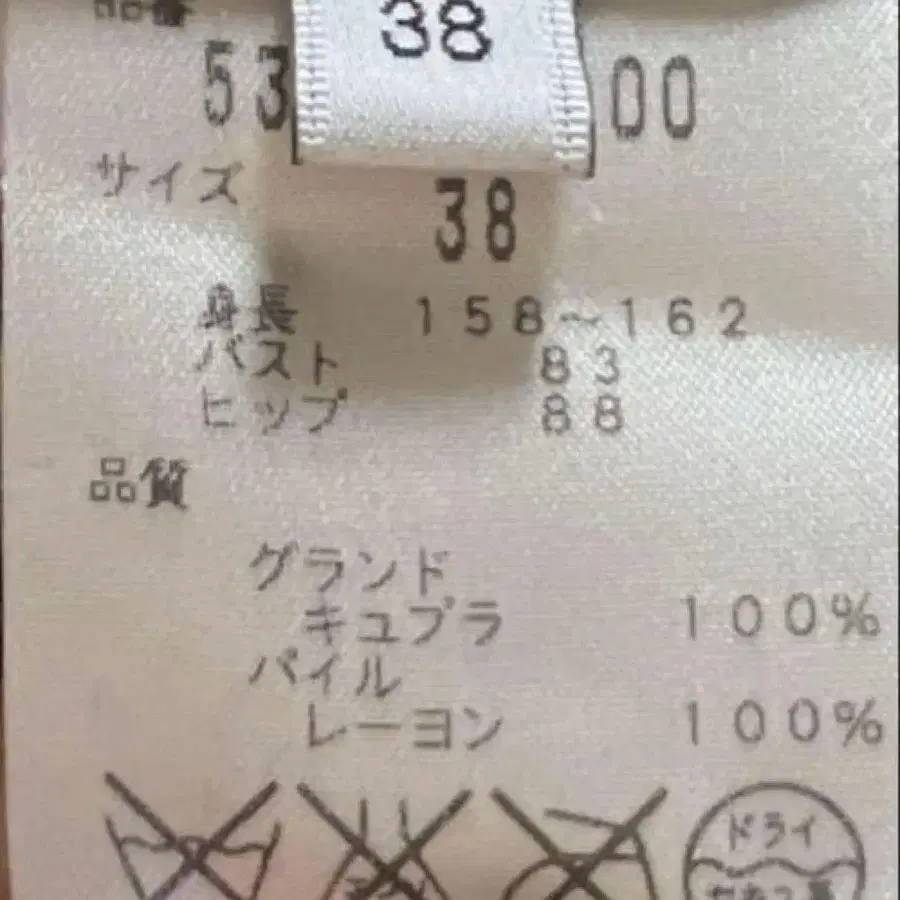 38
品番
53 00
サイズ
38
身長 158~162
バスト 83
ヒップ 88
品質
グランド
キュプラ 100%
パイル
レーヨン 100%
ドライ